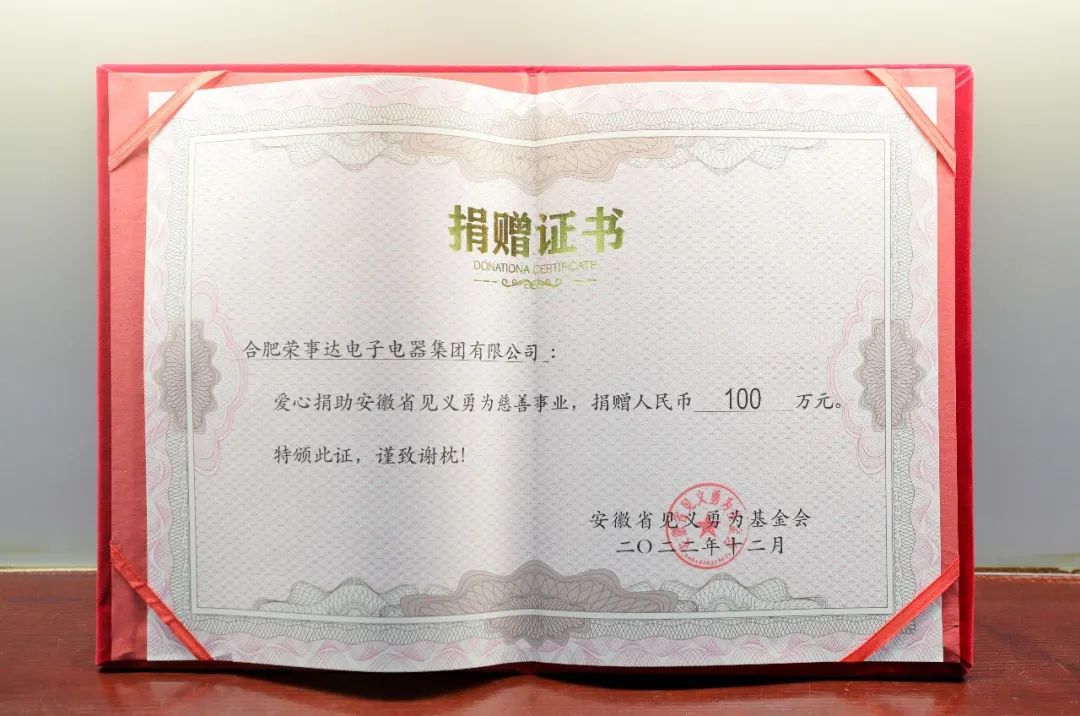 捐赠证书
DONATIONA CERTIFICATE
合肥荣事达电子电器集团有限公司：
爱心捐助安徽省见义勇为慈善事业，捐赠人民币 100 万元。
特颁此证，谨致谢枕!
安徽省见义勇为基金会
二〇二二年十二月